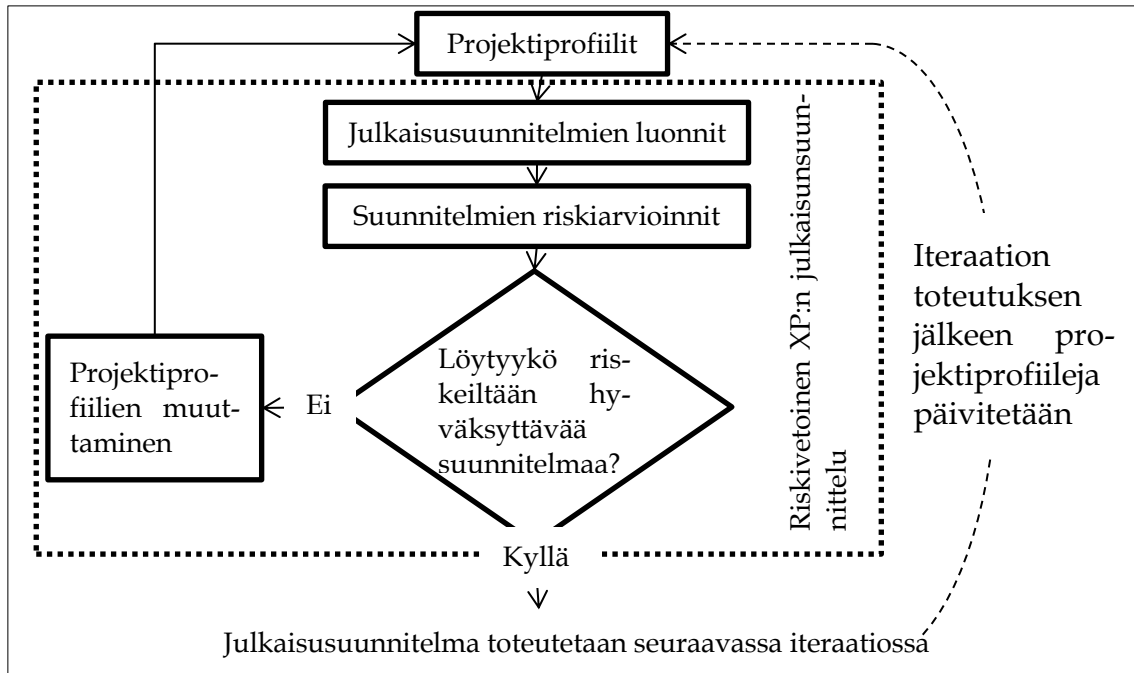 Projektiprofiilit
Julkaisusuunnitelmien luonnit
Suunnitelmien riskiarvioinnit
Löytyykö ris-
keiltään hy-
väksyttävää
suunnitelmaa?
Ei
Projektipro-
fiilien muut-
taminen
Riskivetoinen XP:n julkaisunsuun-
nittelu
Iteraation
toteutuksen
jälkeen pro-
jektiprofiileja
päivitetään
Kyllä
Julkaisusuunnitelma toteutetaan seuraavassa iteraatiossa